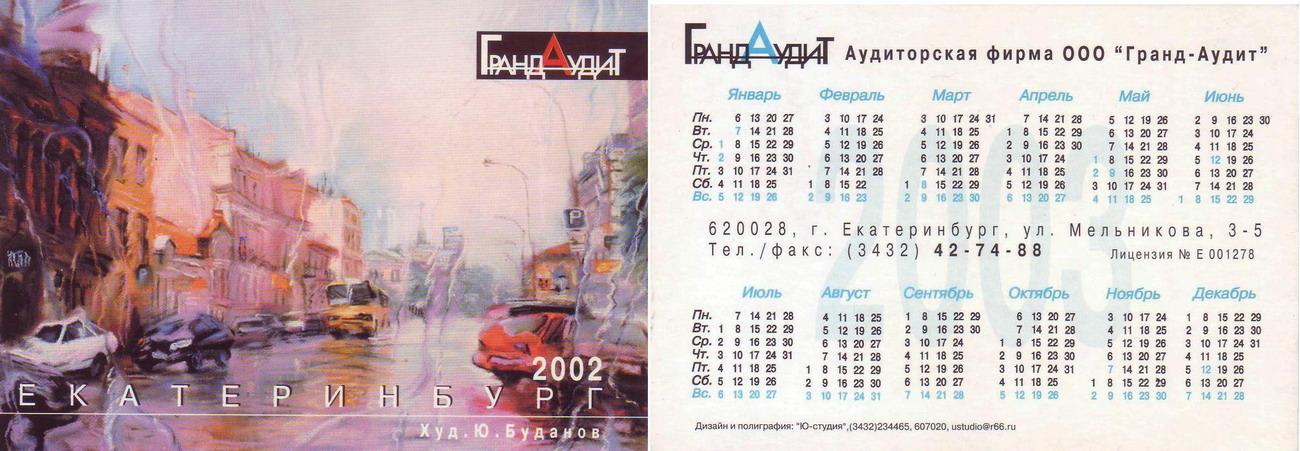 ГРАНДАУДИТ
2002
ЕКАТЕРИНБУРГ
Худ.Ю.Буданов
ГРАНДАУДИТ Аудиторская фирма ООО “Гранд-Аудит”
Январь Февраль Март Апрель Май Июнь
Пн. 6 13 20 27 3 10 17 24 3 10 17 24 31 7 14 21 28 5 12 19 26 2 9 16 23 30
Вт. 7 14 21 28 4 11 18 25 4 11 18 25 1 8 15 22 29 6 13 20 27 3 10 17 24
Ср. 1 8 15 22 29 5 12 19 26 5 12 19 26 2 9 16 23 30 7 14 21 28 4 11 18 25
Чт. 2 9 16 23 30 6 13 20 27 6 13 20 27 3 10 17 24 1 8 15 22 29 5 12 19 26
Пт. 3 10 17 24 31 7 14 21 28 7 14 21 28 4 11 18 25 2 9 16 23 30 6 13 20 27
Сб. 4 11 18 25 1 8 15 22 1 8 15 22 29 5 12 19 26 3 10 17 24 31 7 14 21 28
Вс. 5 12 19 26 2 9 16 23 2 9 16 23 30 6 13 20 27 4 11 18 25 1 8 15 22 29
2003
620028, г. Екатеринбург, ул. Мельникова, 3-5
Тел./факс: (3432) 42-74-88 Лицензия № Е 001278
Июль Август Сентябрь Октябрь Ноябрь Декабрь
Пн. 7 14 21 28 4 11 18 25 1 8 15 22 29 6 13 20 27 3 10 17 24 1 8 15 22 29
Вт. 1 8 15 22 29 5 12 19 26 2 9 16 23 30 7 14 21 28 4 11 18 25 2 9 16 23 30
Ср. 2 9 16 23 30 6 13 20 27 3 10 17 24 1 8 15 22 29 5 12 19 26 3 10 17 24 31
Чт. 3 10 17 24 31 7 14 21 28 4 11 18 25 2 9 16 23 30 6 13 20 27 4 11 18 25
Пт. 4 11 18 25 1 8 15 22 29 5 12 19 26 3 10 17 24 31 7 14 21 28 5 12 19 26
Сб. 5 12 19 26 2 9 16 23 30 6 13 20 27 4 11 18 25 1 8 15 22 29 6 13 20 27
Вс. 6 13 20 27 3 10 17 24 31 7 14 21 28 5 12 19 26 2 9 16 23 30 7 14 21 28
Дизайн и полиграфия: "Ю-студия",(3432)234465, 607020, ustudio@r66.ru